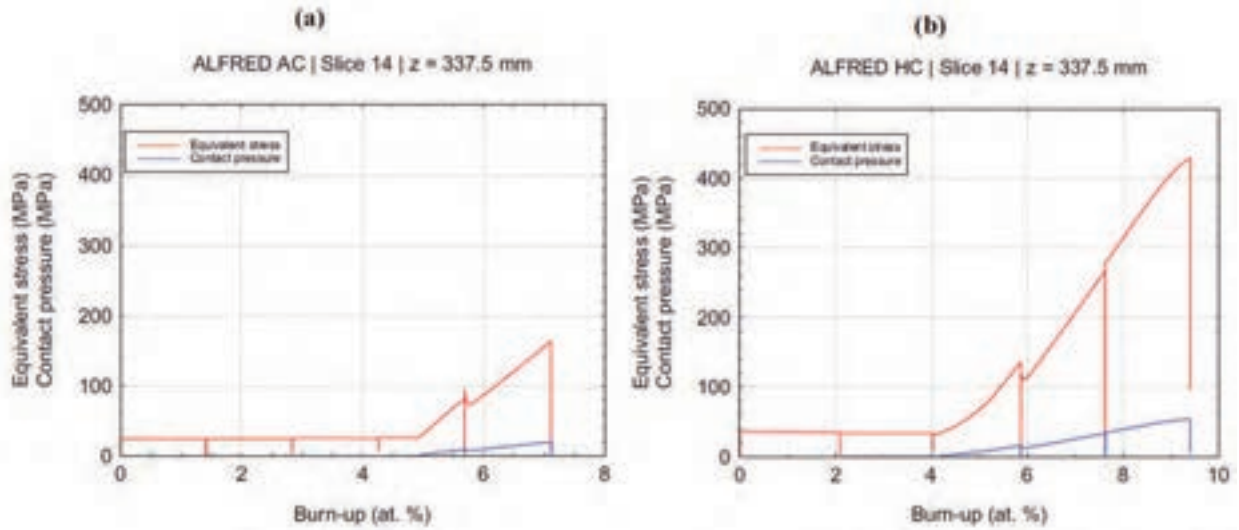 (a)
ALFRED AC | Slice 14 | z = 337.5 mm
500
400
300
200
100
0
Equivalent stress
Contact pressure
Equivalent stress (MPa)
Contact pressure (MPa)
0 2 4 6 8
Burn-up (at. %)
(b)
ALFRED HC | Slice 14 | z = 337.5 mm
500
400
300
200
100
0
Equivalent stress
Contact pressure
Equivalent stress (MPa)
Contact pressure (MPa)
0 2 4 6 8 10
Burn-up (at. %)